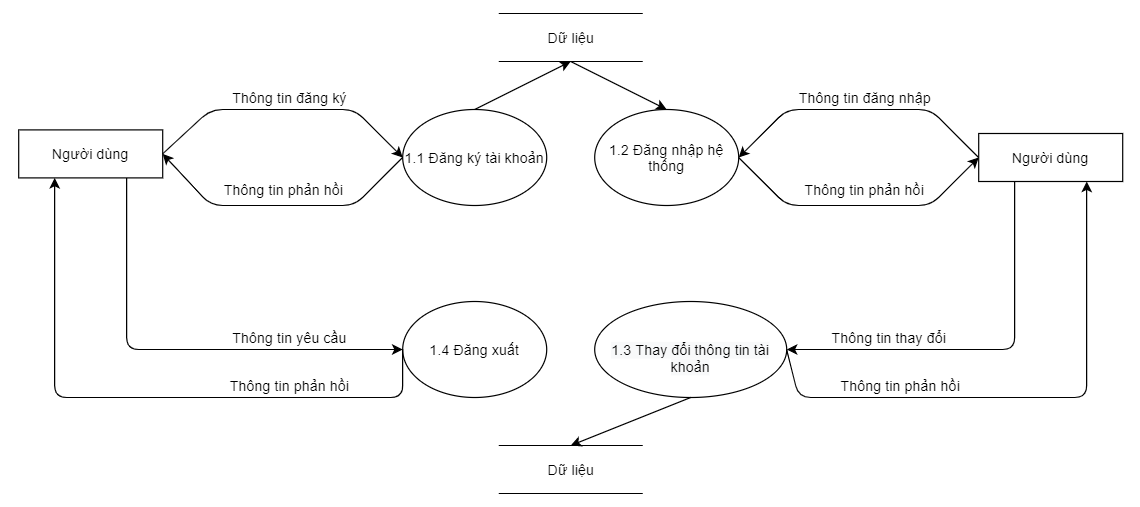 Dữ liệu
Thông tin đăng ký
Thông tin đăng nhập
Người dùng
1.1 Đăng ký tài khoản
1.2 Đăng nhập hệ
thống
Người dùng
Thông tin phản hồi
Thông tin phản hồi
Thông tin yêu cầu
1.4 Đăng xuất
1.3 Thay đổi thông tin tài
khoản
Thông tin thay đổi
Thông tin phản hồi
Thông tin phản hồi
Dữ liệu